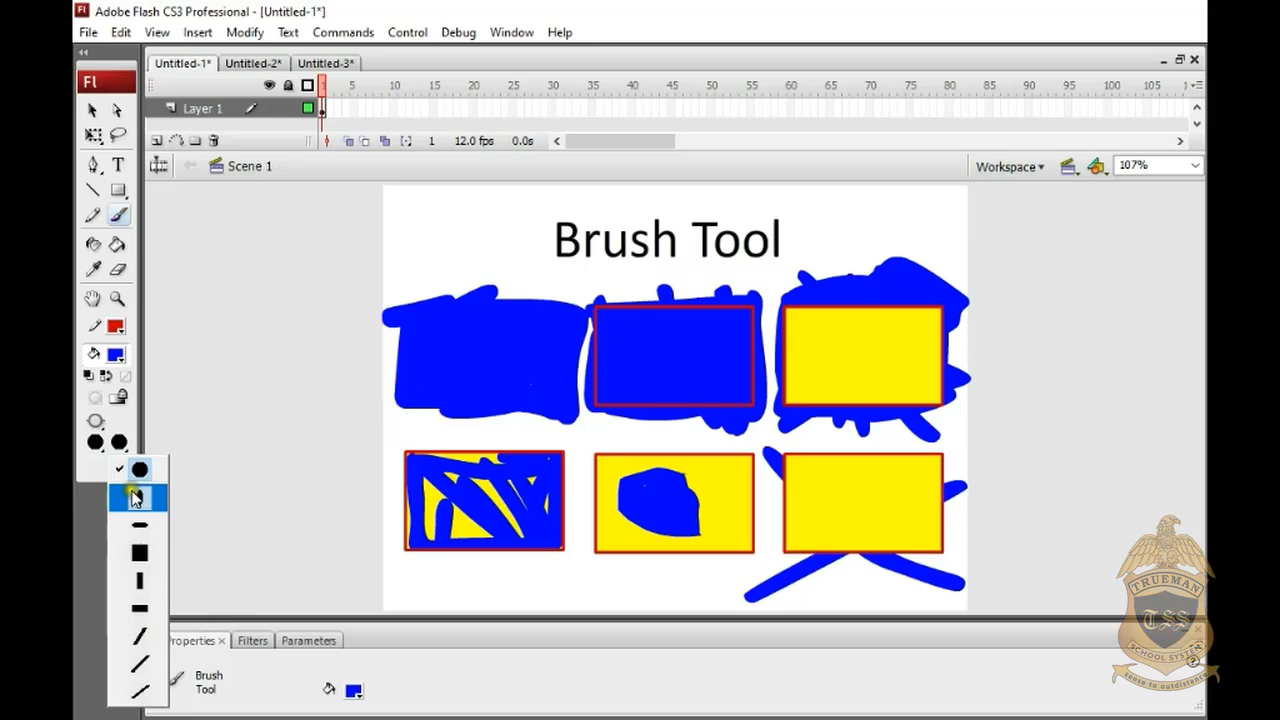 Adobe Flash CS3 Professional - [Untitled-1*]
File Edit View Insert Modify Text Commands Control Debug Window Help
Untitled-1* Untitled-2* Untitled-3*
Fl
5 10 15 20 25 30 35 40 45 50 55 60 65 70 75 80 85 90 95 100 105
Layer 1
1 12.0 fps 0.0s
Scene 1 Workspace 107%
Brush Tool
Properties Filters Parameters
Brush
Tool
TRUEMAN
TSS
SCHOOL SYSTEM
sense to outdistance